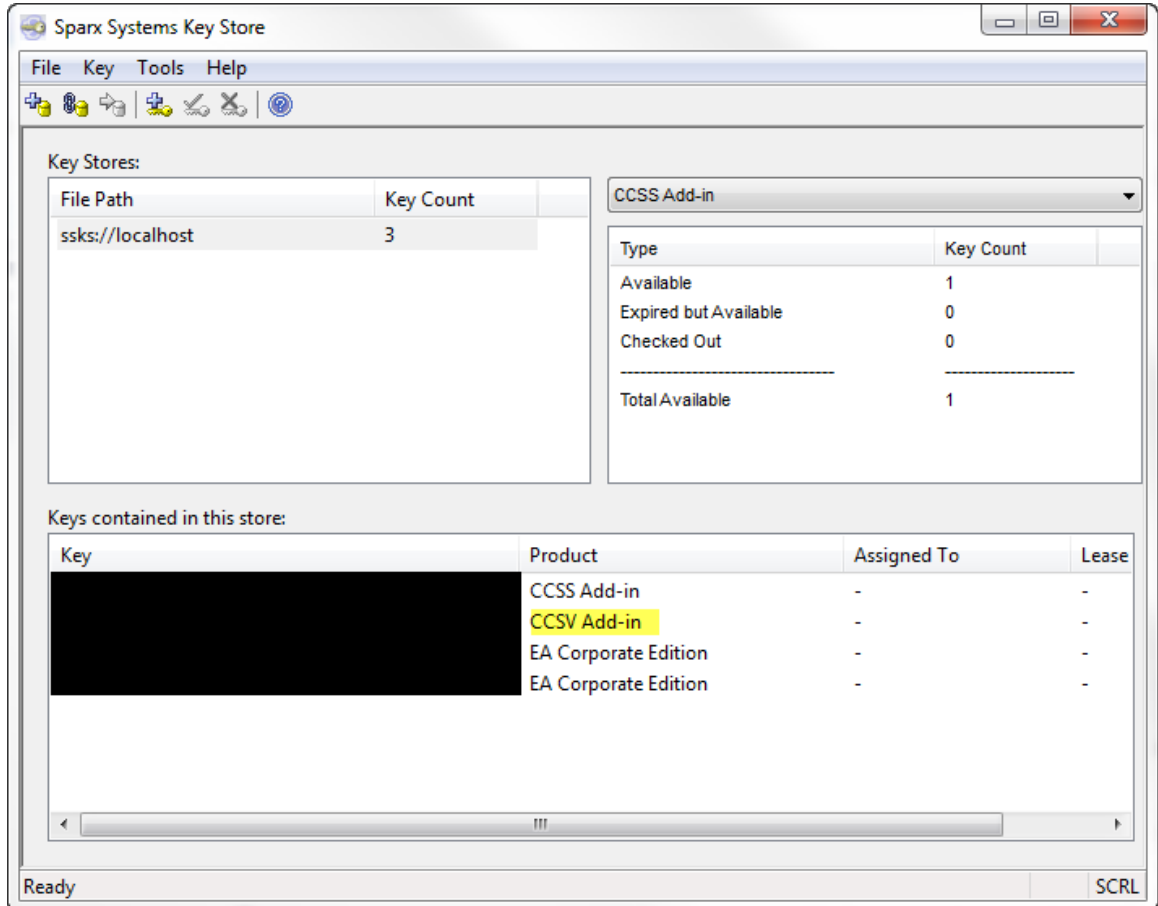 Sparx Systems Key Store
File Key Tools Help
Key Stores:
File Path Key Count
ssks://localhost 3
CCSS Add-in
Type Key Count
Available 1
Expired but Available 0
Checked Out 0
--------------------------------- --------------------
Total Available 1
Keys contained in this store:
Key Product Assigned To Lease
CCSS Add-in - -
CCSV Add-in - -
EA Corporate Edition - -
EA Corporate Edition - -
Ready SCRL